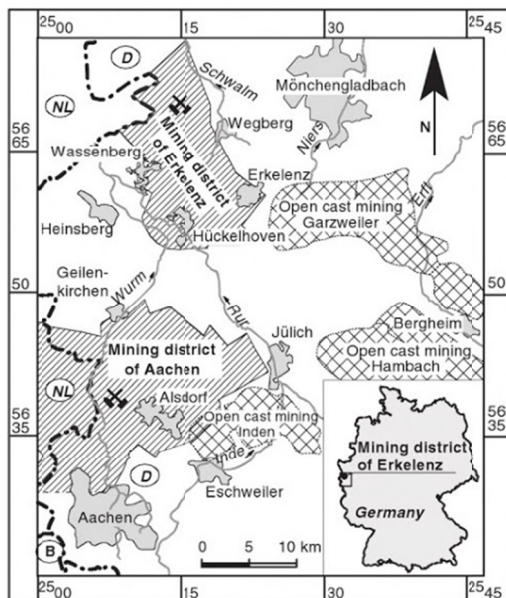 25 00 15 30 25 45
D
NL
Schwalm
Mönchengladbach
N
56 65
56 65
Wegberg
Niers
Wassenberg
Mining district
of Erkelenz
Erkelenz
Erft
Open cast mining
Garzweiler
Heinsberg
Hückelhoven
Geilen-
kirchen
50
50
Wurm
Rur
Bergheim
Jülich
Mining district
of Aachen
Open cast mining
Hambach
NL
Alsdorf
Open cast mining
Inden
56 35
56 35
Mining district
of Erkelenz
D
Inde
Eschweiler
Germany
Aachen
B
0 5 10 km
25 00 15 30 25 45